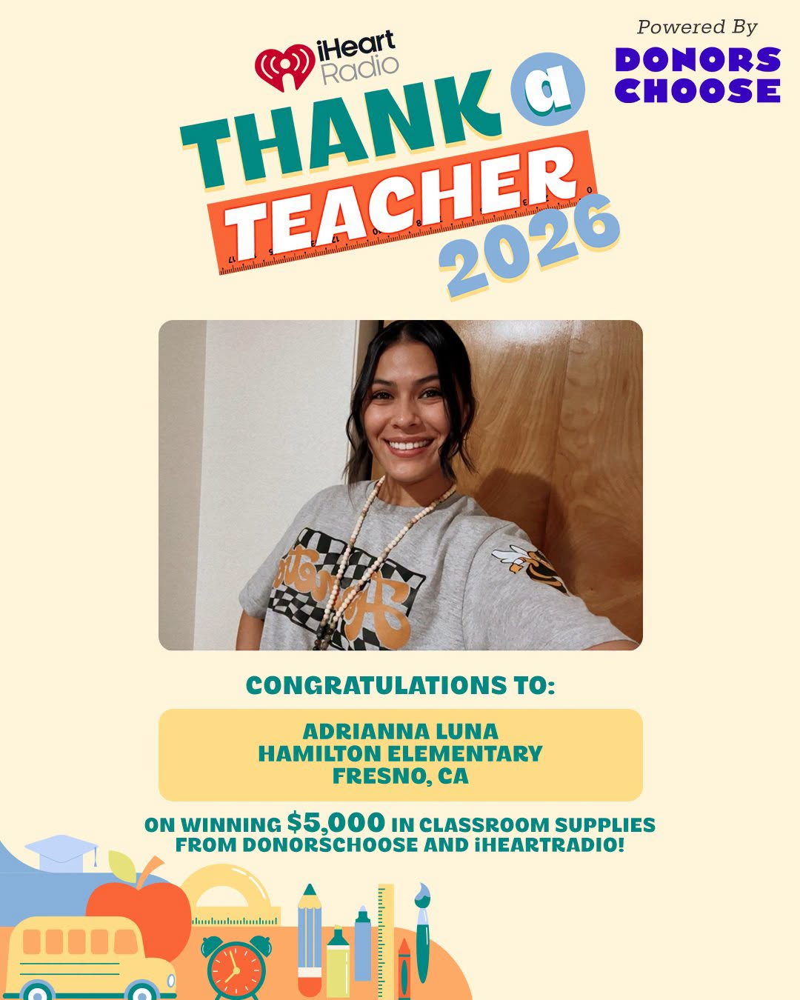 iHeart
Radio
Powered By
DONORS
CHOOSE
THANK a
TEACHER
2026
CONGRATULATIONS TO:
ADRIANNA LUNA
HAMILTON ELEMENTARY
FRESNO, CA
ON WINNING $5,000 IN CLASSROOM SUPPLIES
FROM DONORSCHOOSE AND iHEARTRADIO!